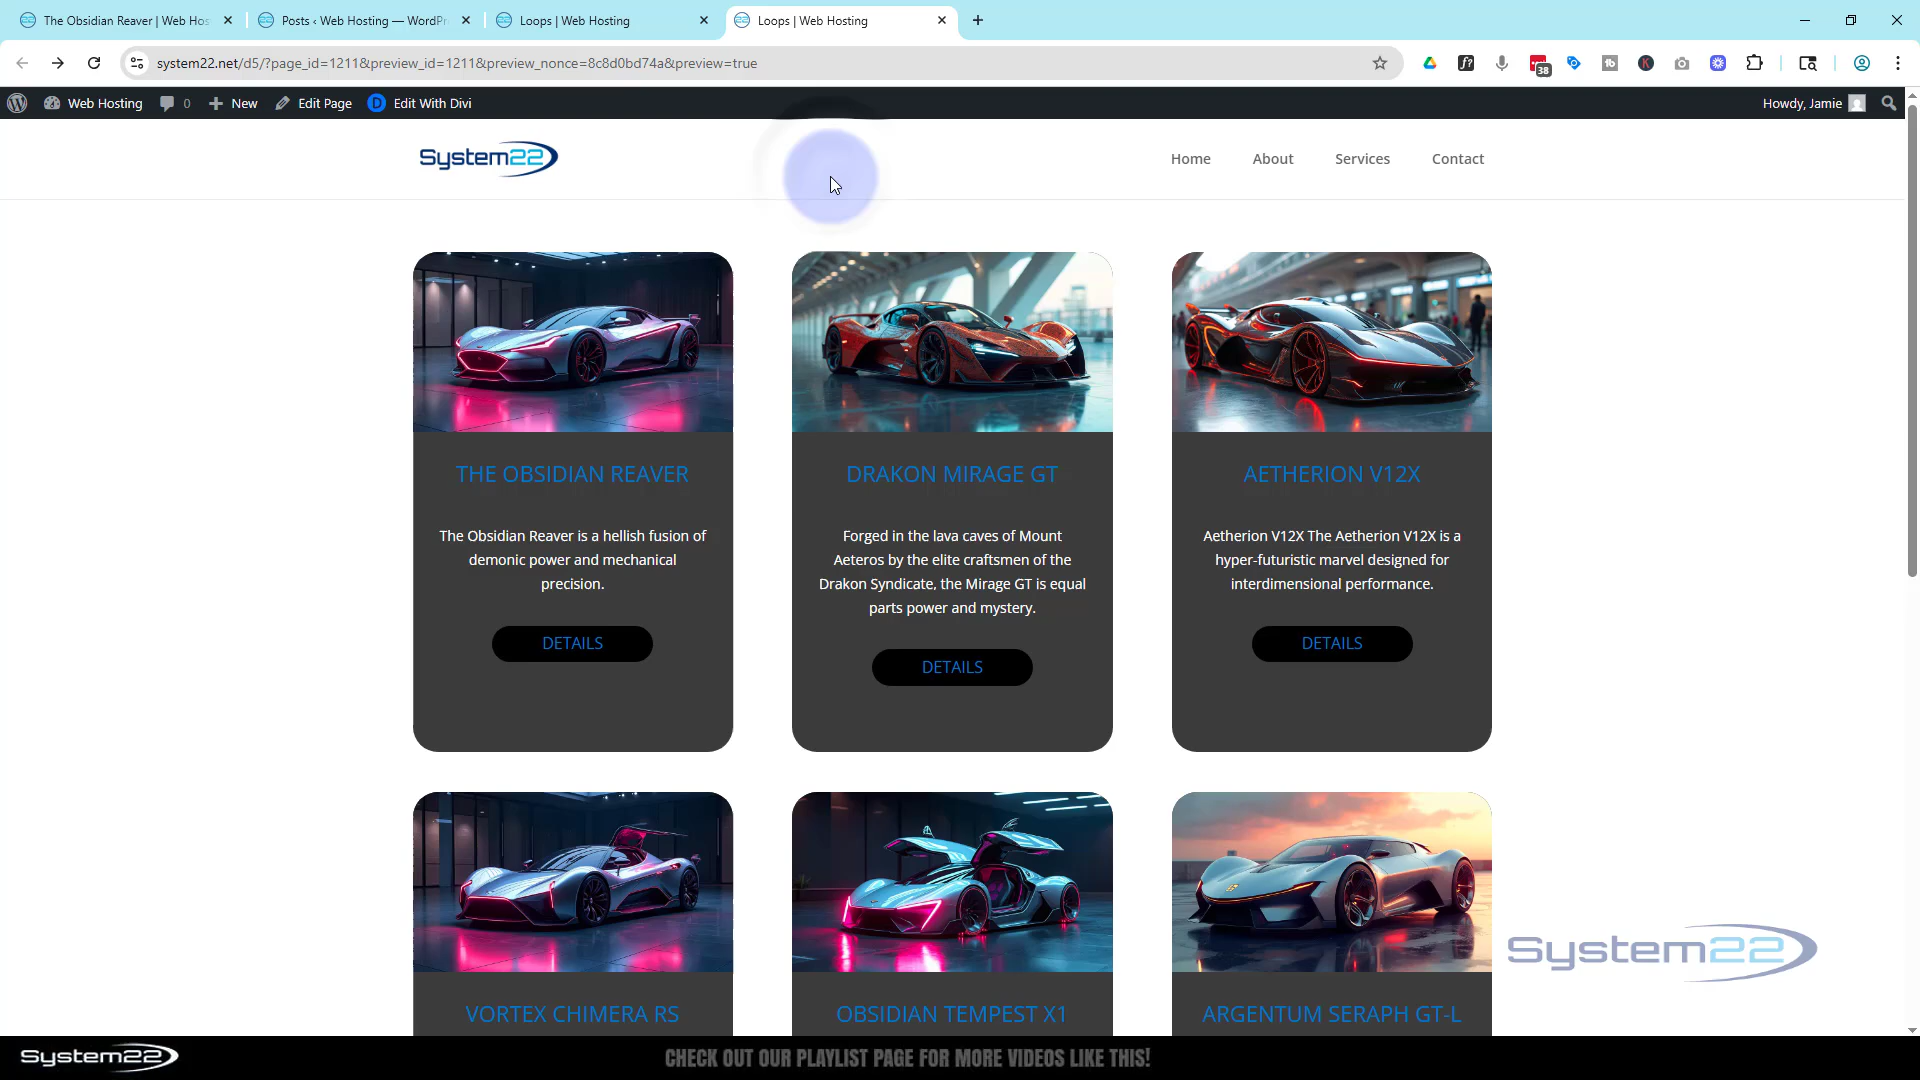 The Obsidian Reaver | Web Hos
Posts ‹ Web Hosting — WordPr
Loops | Web Hosting
Loops | Web Hosting
system22.net/d5/?page_id=1211&preview_id=1211&preview_nonce=8c8d0bd74a&preview=true
38
Web Hosting
0
New
Edit Page
D
Edit With Divi
Howdy, Jamie
System22
Home
About
Services
Contact
THE OBSIDIAN REAVER
The Obsidian Reaver is a hellish fusion of
demonic power and mechanical
precision.
DETAILS
DRAKON MIRAGE GT
Forged in the lava caves of Mount
Aeteros by the elite craftsmen of the
Drakon Syndicate, the Mirage GT is equal
parts power and mystery.
DETAILS
AETHERION V12X
Aetherion V12X The Aetherion V12X is a
hyper-futuristic marvel designed for
interdimensional performance.
DETAILS
VORTEX CHIMERA RS
OBSIDIAN TEMPEST X1
ARGENTUM SERAPH GT-L
System22
System22
CHECK OUT OUR PLAYLIST PAGE FOR MORE VIDEOS LIKE THIS!